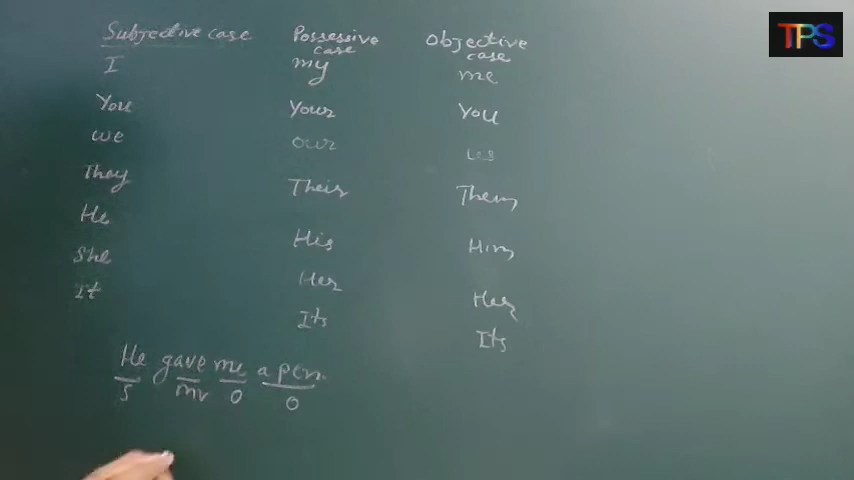 TPS
Subjective case Possessive case Objective case
I my me
You Your You
we our us
They Their Them
He His Him
She Her Her
It Its Its
He gave me a pen.
S mv O O